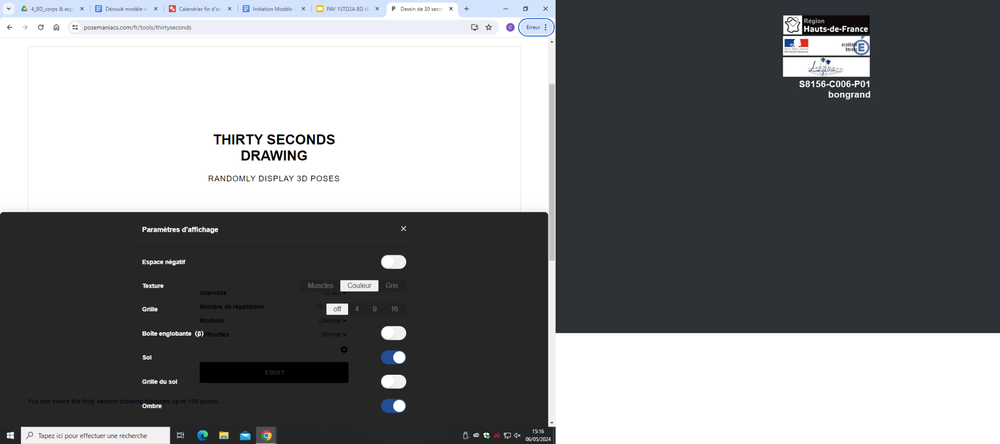 4_BD_corps & espa
Déroulé modèle vi
Calendrier fin d'an
Initiation Modèle v
PAV 1STD2A BD di
P Dessin de 30 secon
posemaniacs.com/fr/tools/thirtyseconds
C
Erreur
THIRTY SECONDS
DRAWING
RANDOMLY DISPLAY 3D POSES
Paramètres d'affichage
Espace négatif
Texture
Muscles Couleur Gris
Intervalle
30 sec
Grille
Nombre de répétitions
10
off 4 9 16
Modèles
Unisexe
Boîte englobante (β)
ifficultés
Normal
Sol
START
Grille du sol
You can check the thity second drawing histories up to 100 poses.
Ombre
Tapez ici pour effectuer une recherche
15:16
06/05/2024
Région
Hauts-de-France
RÉPUBLIQUE FRANÇAISE
académie
Amiens
É
Langevin
S8156-C006-P01
bongrand